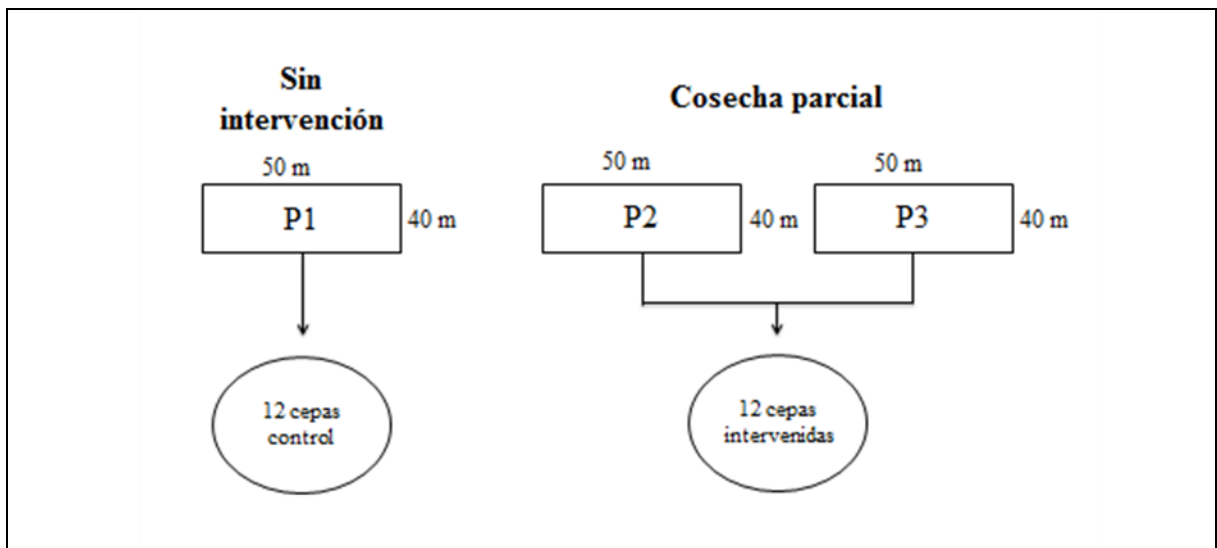 Sin
intervención
50 m
P1
40 m
12 cepas
control
Cosecha parcial
50 m
P2
40 m
50 m
P3
40 m
12 cepas
intervenidas